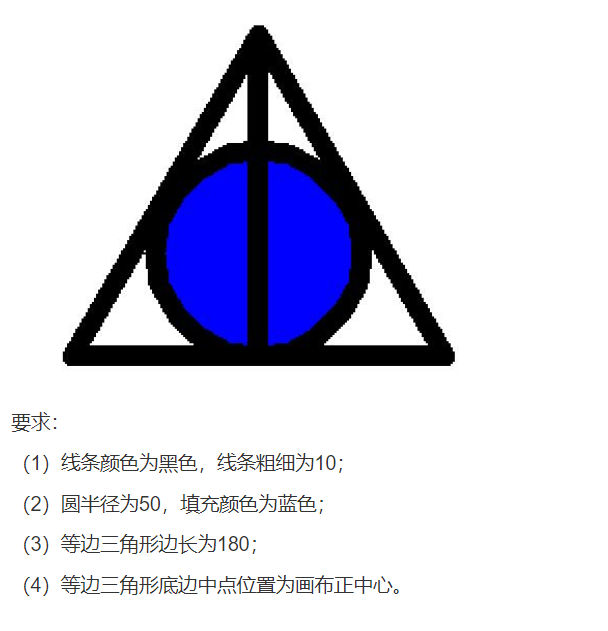 要求：
（1）线条颜色为黑色，线条粗细为10；
（2）圆半径为50，填充颜色为蓝色；
（3）等边三角形边长为180；
（4）等边三角形底边中点位置为画布正中心。